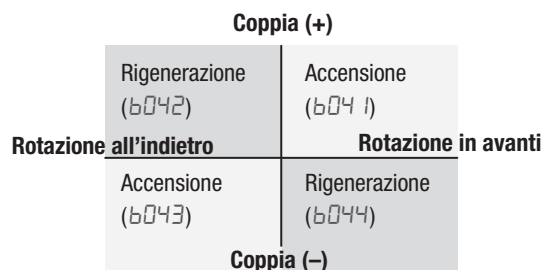 Coppia (+)
Rigenerazione
(b042)
Accensione
(b041)
Rotazione all'indietro
Rotazione in avanti
Accensione
(b043)
Rigenerazione
(b044)
Coppia (–)